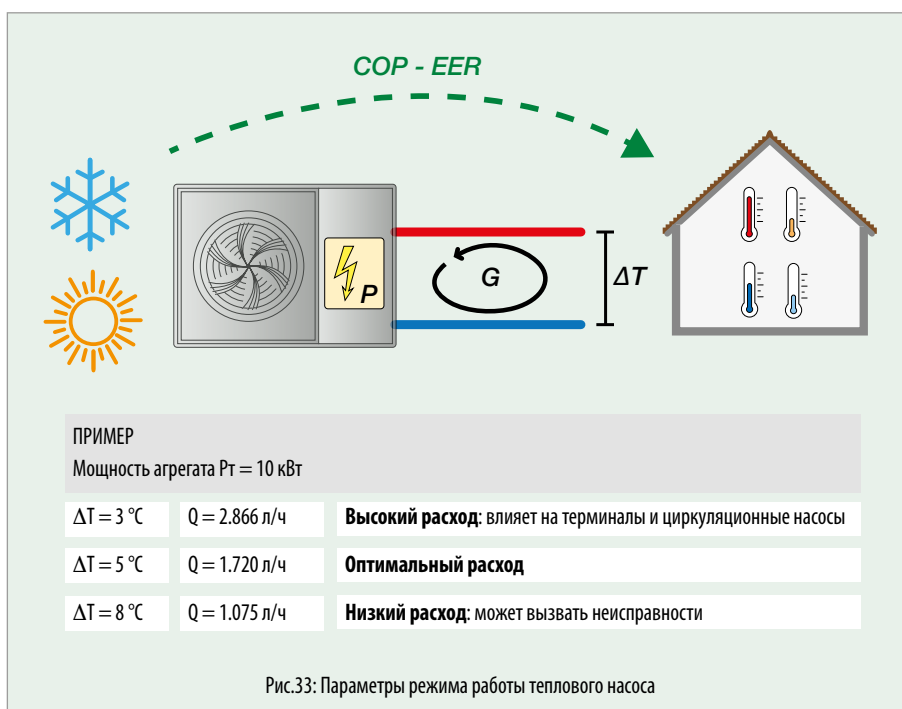 COP - EER
P
G
ΔT
ПРИМЕР
Мощность агрегата Pт = 10 кВт
ΔT = 3 °C Q = 2.866 л/ч Высокий расход: влияет на терминалы и циркуляционные насосы
ΔT = 5 °C Q = 1.720 л/ч Оптимальный расход
ΔT = 8 °C Q = 1.075 л/ч Низкий расход: может вызвать неисправности
Рис.33: Параметры режима работы теплового насоса